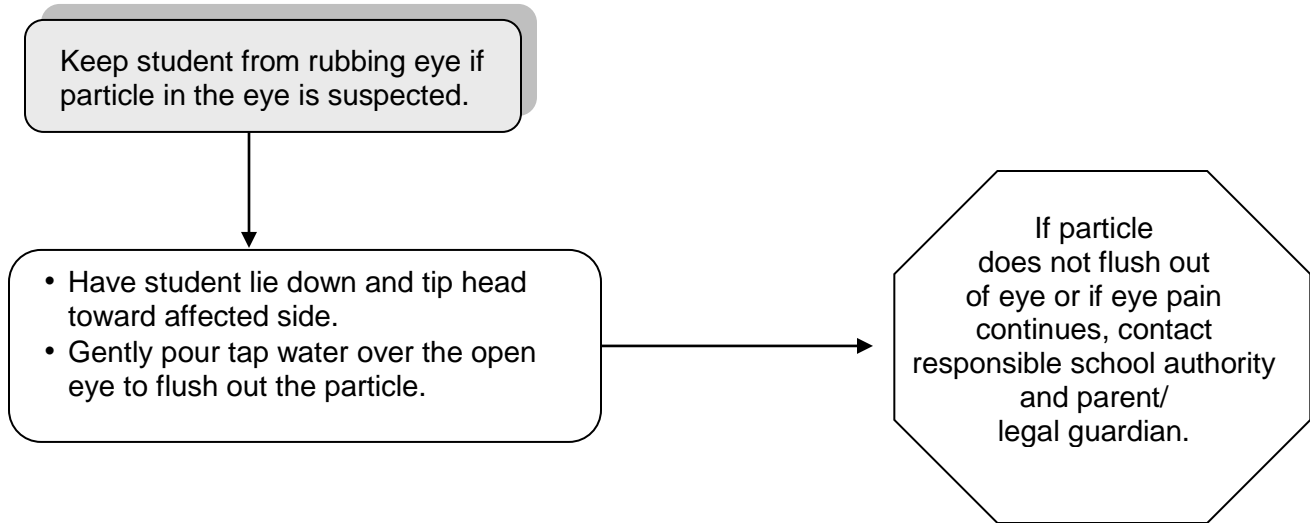 Keep student from rubbing eye if
particle in the eye is suspected.
• Have student lie down and tip head
toward affected side.
• Gently pour tap water over the open
eye to flush out the particle.
If particle
does not flush out
of eye or if eye pain
continues, contact
responsible school authority
and parent/
legal guardian.